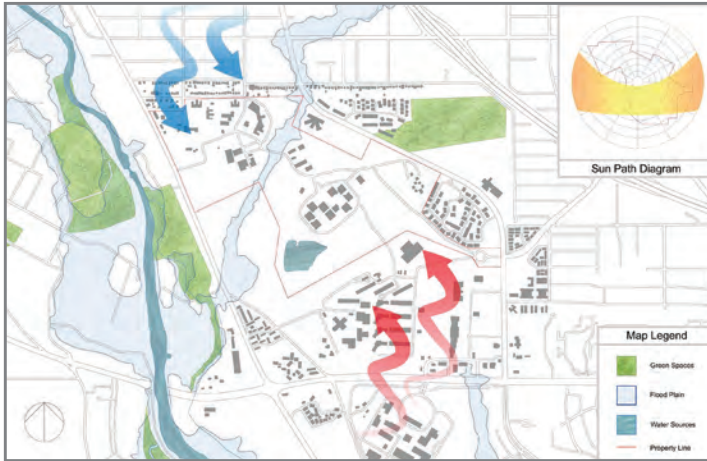 Sun Path Diagram
Map Legend
Green Spaces
Flood Plain
Water Sources
Property Line